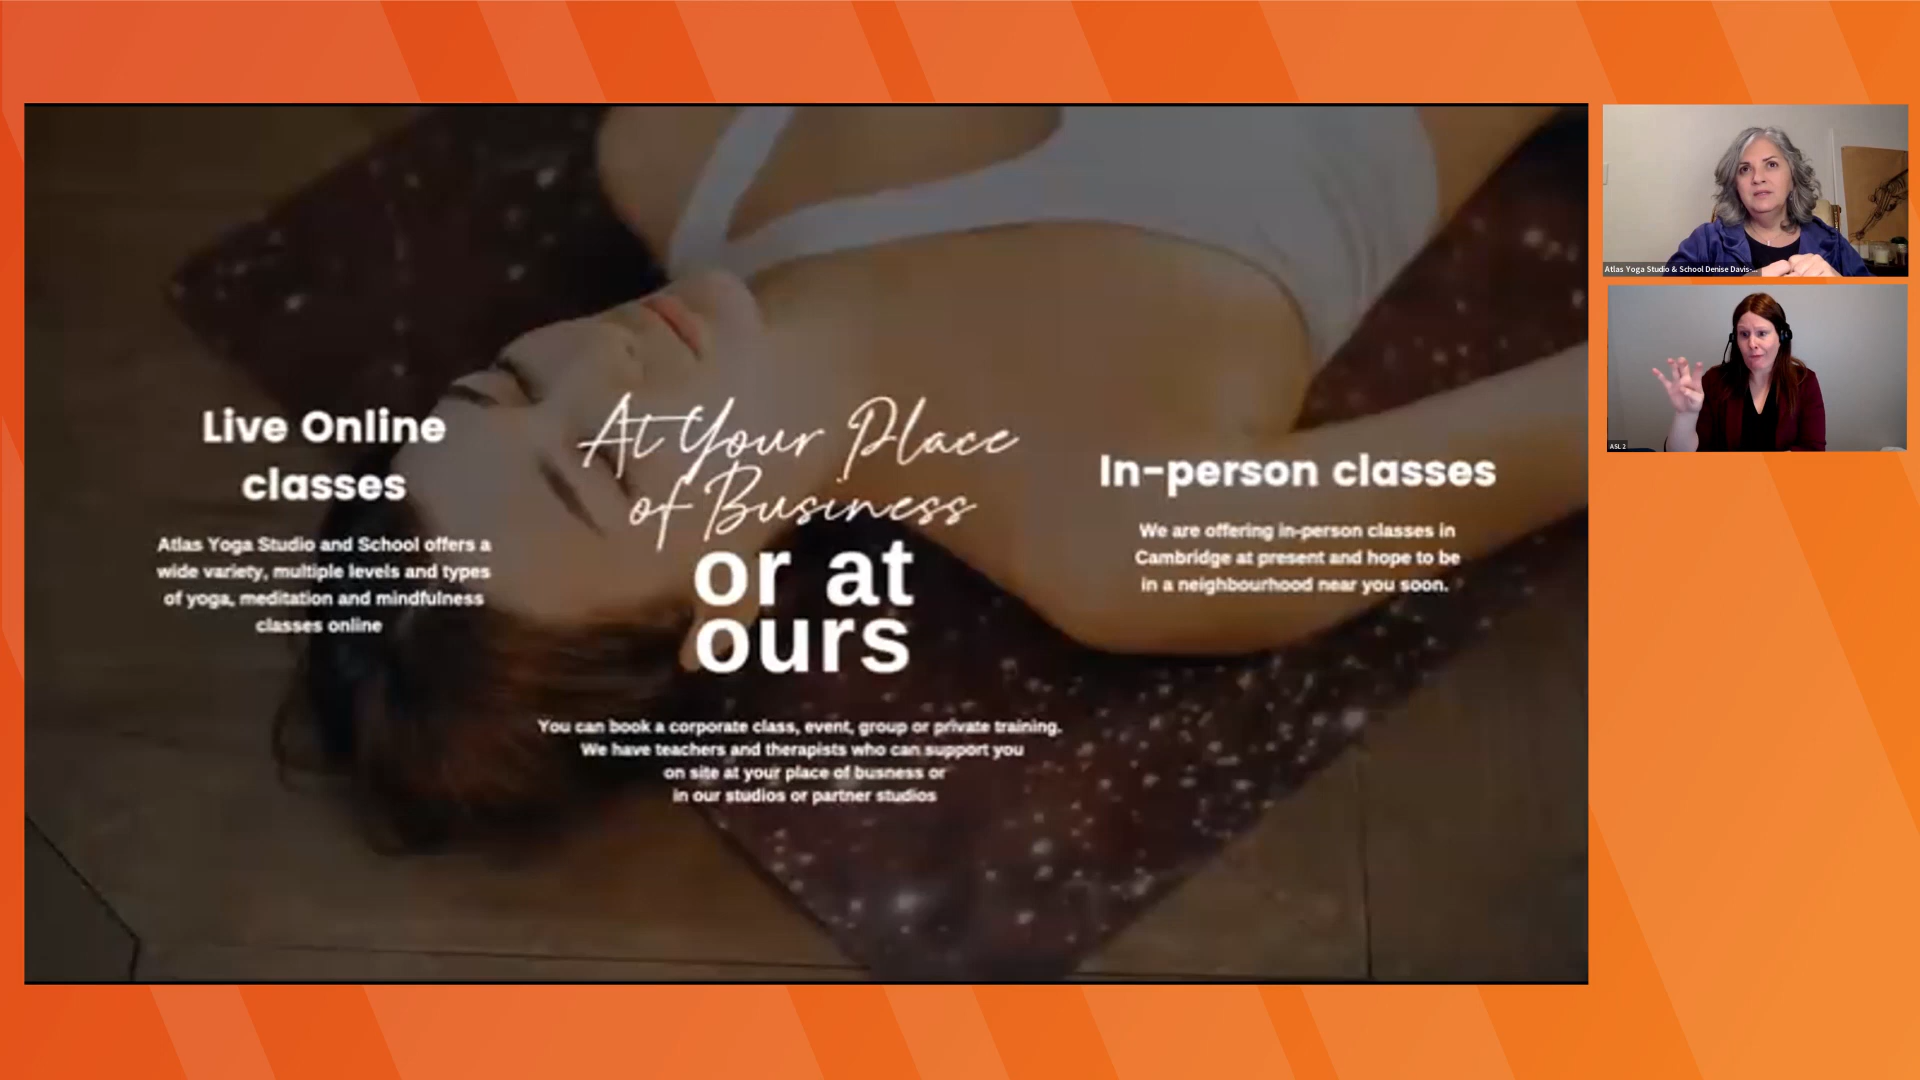 Live Online
classes
Atlas Yoga Studio and School offers a
wide variety, multiple levels and types
of yoga, meditation and mindfulness
classes online
At Your Place
of Business
or at
ours
You can book a corporate class, event, group or private training.
We have teachers and therapists who can support you
on site at your place of busness or
in our studios or partner studios
In-person classes
We are offering in-person classes in
Cambridge at present and hope to be
in a neighbourhood near you soon.
Atlas Yoga Studio & School Denise Davis-...
ASL 2